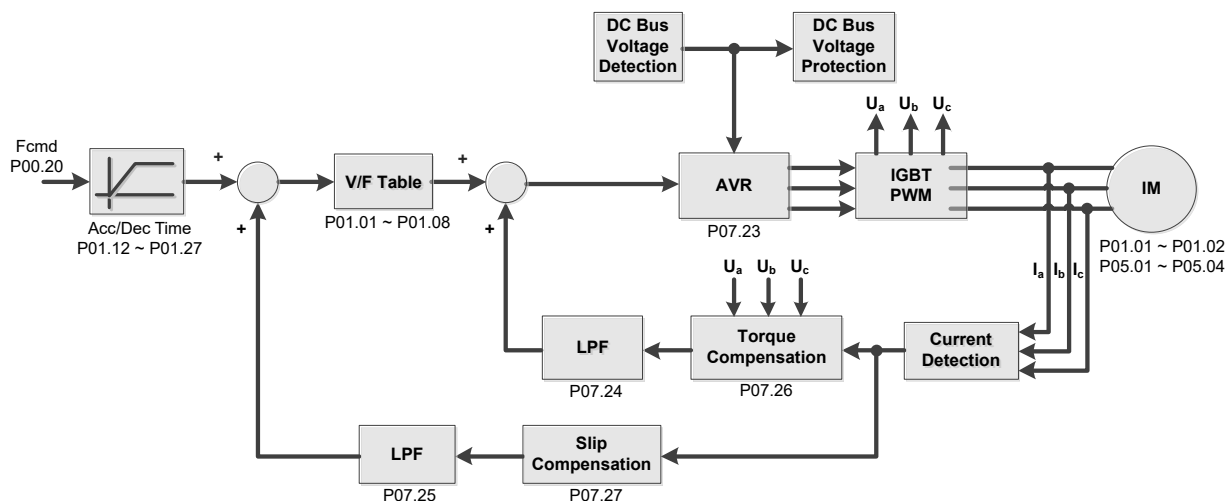 DC Bus
Voltage
Detection
DC Bus
Voltage
Protection
Ua Ub Uc
Fcmd
P00.20
+
+
V/F Table
+
+
AVR
IGBT
PWM
IM
Acc/Dec Time
P01.12 ~ P01.27
P01.01 ~ P01.08
P07.23
P01.01 ~ P01.02
P05.01 ~ P05.04
Ia Ib Ic
Ua Ub Uc
LPF
Torque
Compensation
Current
Detection
P07.24
P07.26
LPF
Slip
Compensation
P07.25
P07.27